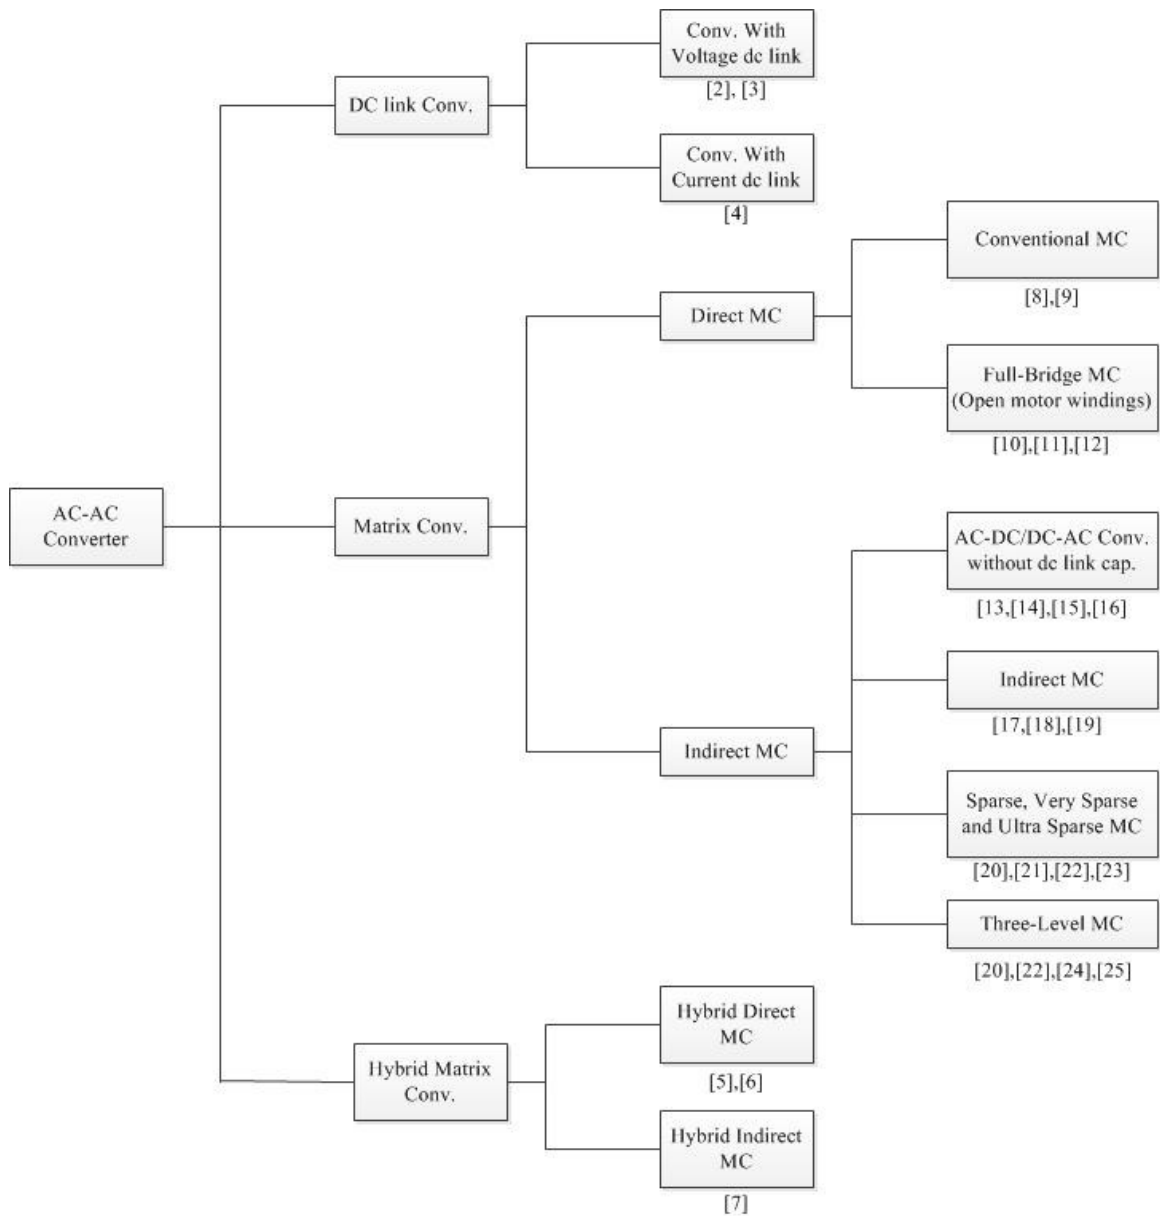 Conv. With
Voltage dc link
[2], [3]
DC link Conv.
Conv. With
Current dc link
[4]
Conventional MC
[8],[9]
Direct MC
Full-Bridge MC
(Open motor windings)
[10],[11],[12]
AC-AC
Converter
Matrix Conv.
AC-DC/DC-AC Conv.
without dc link cap.
[13,[14],[15],[16]
Indirect MC
[17,[18],[19]
Indirect MC
Sparse, Very Sparse
and Ultra Sparse MC
[20],[21],[22],[23]
Three-Level MC
[20],[22],[24],[25]
Hybrid Matrix
Conv.
Hybrid Direct
MC
[5],[6]
Hybrid Indirect
MC
[7]